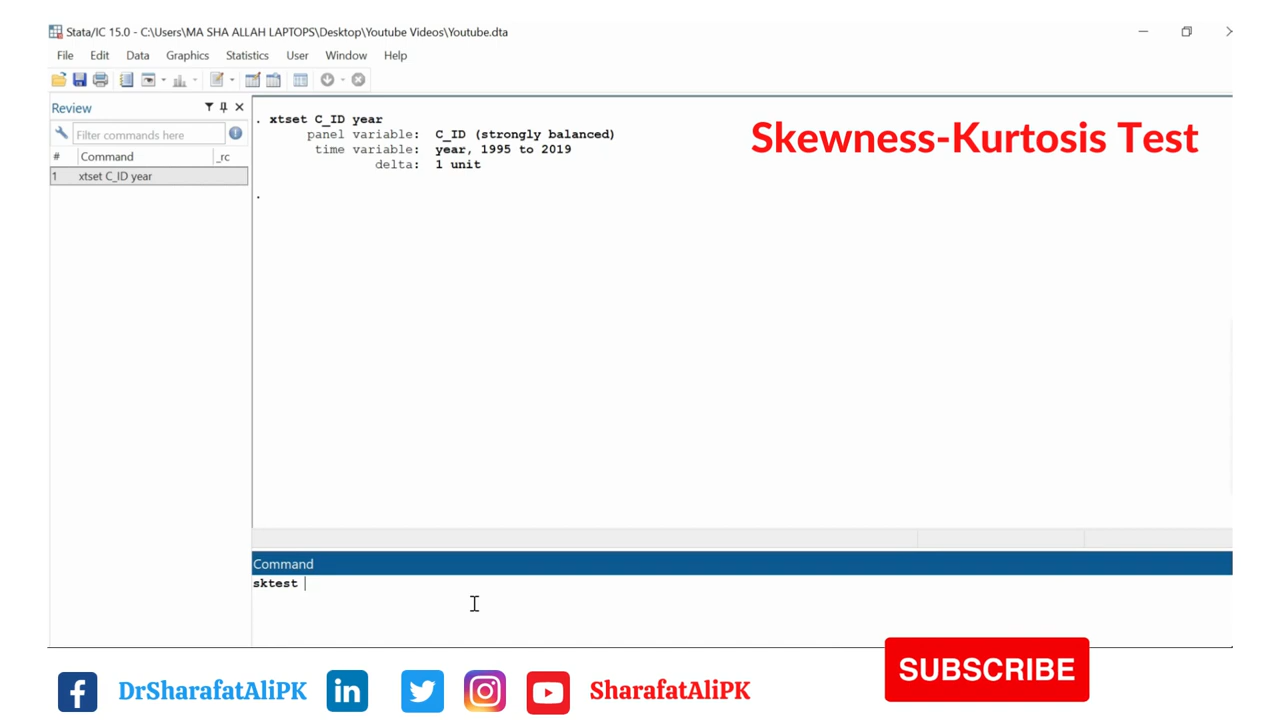 Stata/IC 15.0 - C:\Users\MA SHA ALLAH LAPTOPS\Desktop\Youtube Videos\Youtube.dta
File Edit Data Graphics Statistics User Window Help
Review
Filter commands here
# Command _rc
1 xtset C_ID year
. xtset C_ID year
panel variable: C_ID (strongly balanced)
time variable: year, 1995 to 2019
delta: 1 unit
.
Skewness-Kurtosis Test
Command
sktest
DrSharafatAliPK
in
SharafatAliPK
SUBSCRIBE